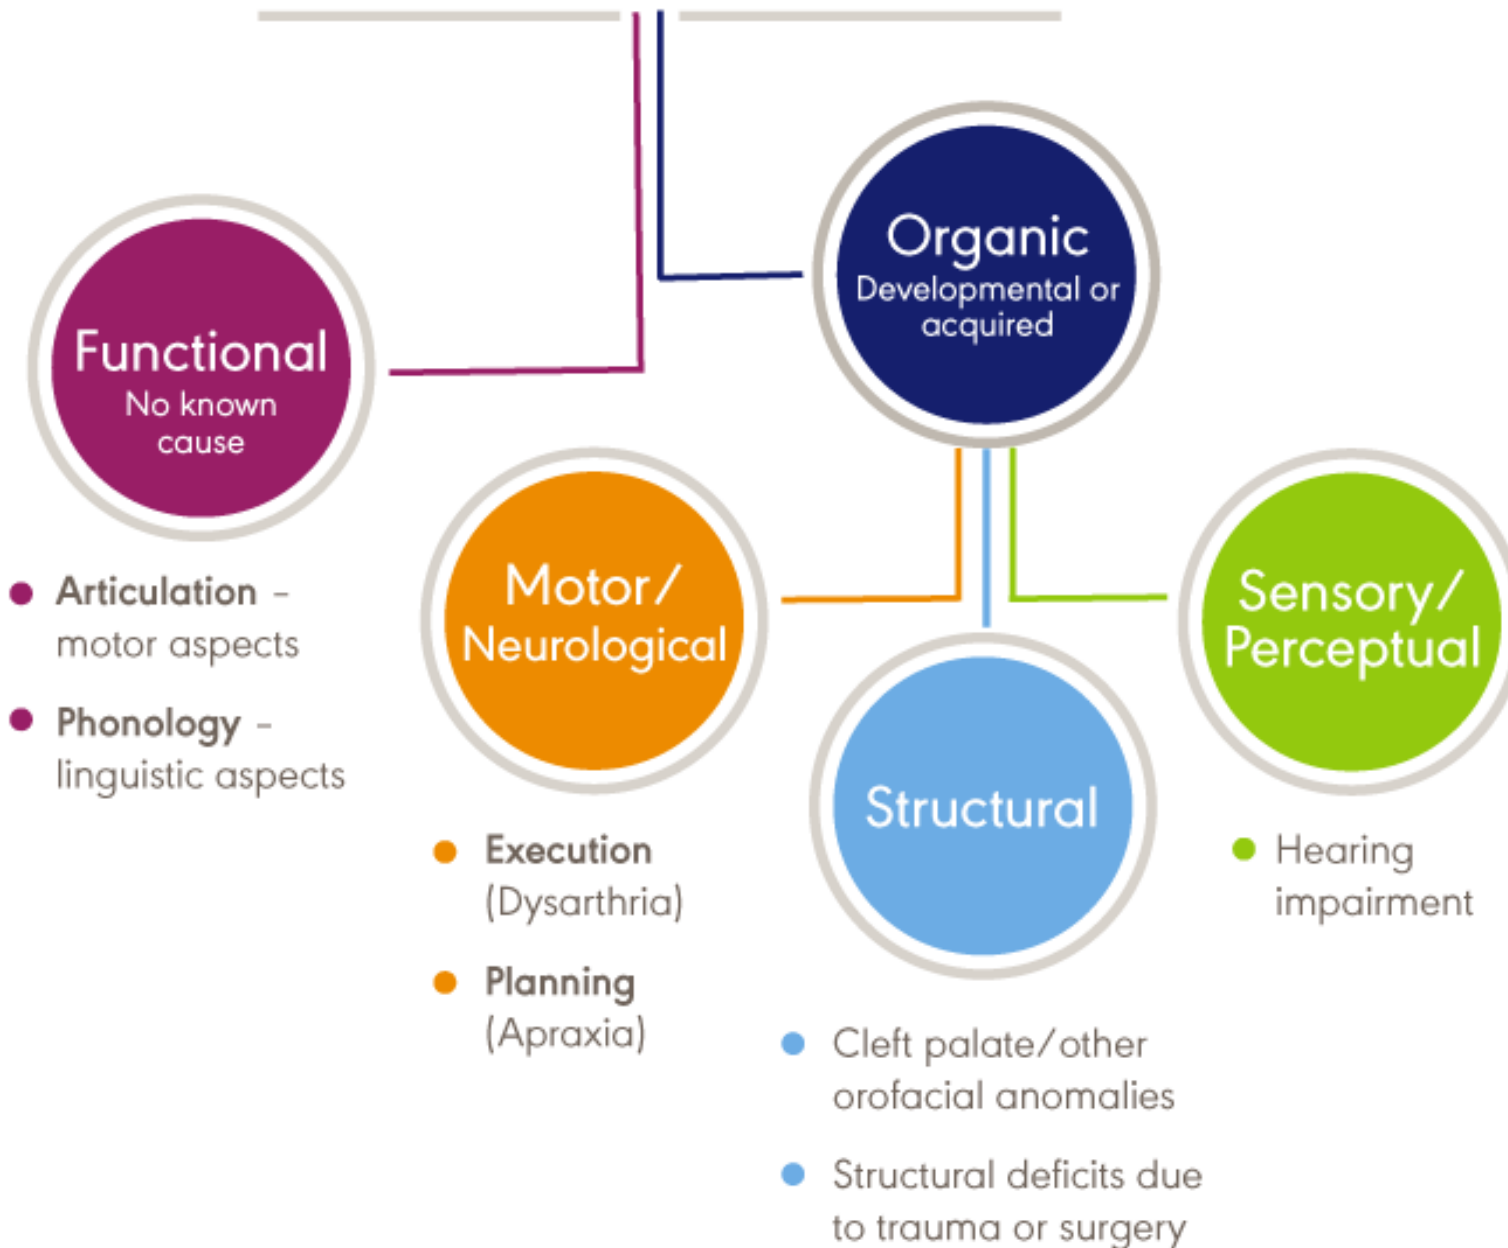 Organic
Developmental or
acquired
Functional
No known
cause
Articulation –
motor aspects
Phonology –
linguistic aspects
Motor/
Neurological
Execution
(Dysarthria)
Planning
(Apraxia)
Structural
Cleft palate/other
orofacial anomalies
Structural deficits due
to trauma or surgery
Sensory/
Perceptual
Hearing
impairment